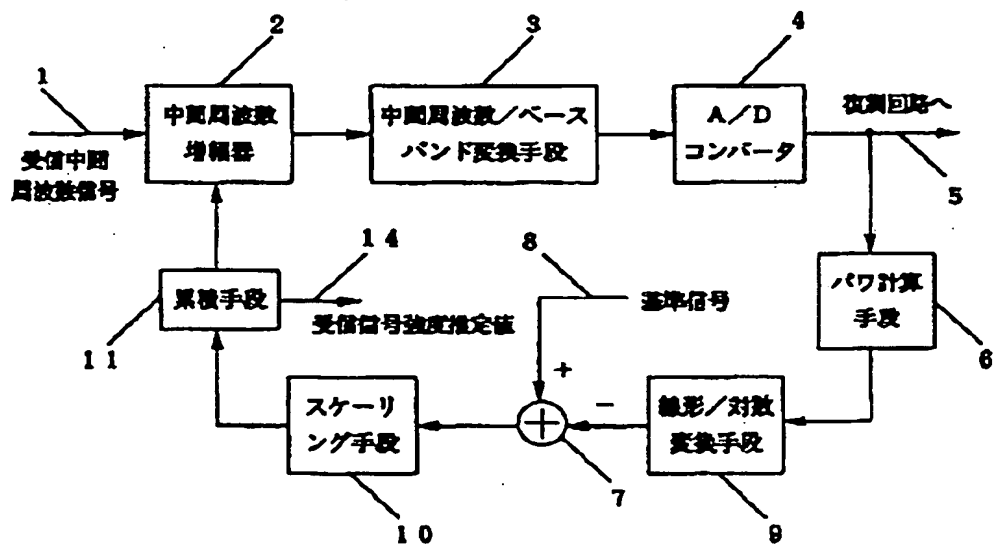 1
2
3
4
受信中間
周波数信号
中間周波数
増幅器
中間周波数／ベース
バンド変換手段
A／D
コンバータ
復調回路へ
5
14
8
累積手段
11
受信信号強度推定値
基準信号
パワ計算
手段
6
+
−
スケーリ
ング手段
10
7
線形／対数
変換手段
9